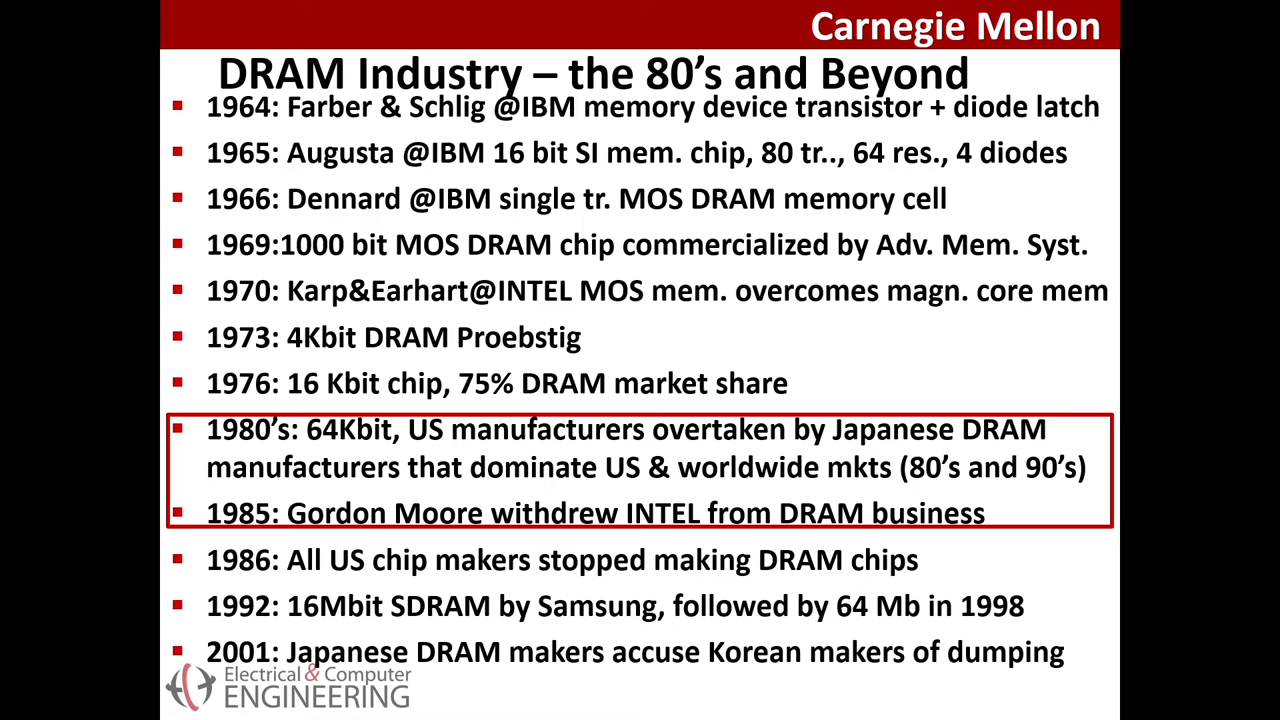 Carnegie Mellon
DRAM Industry – the 80's and Beyond
1964: Farber & Schlig @IBM memory device transistor + diode latch
1965: Augusta @IBM 16 bit SI mem. chip, 80 tr.., 64 res., 4 diodes
1966: Dennard @IBM single tr. MOS DRAM memory cell
1969:1000 bit MOS DRAM chip commercialized by Adv. Mem. Syst.
1970: Karp&Earhart@INTEL MOS mem. overcomes magn. core mem
1973: 4Kbit DRAM Proebstig
1976: 16 Kbit chip, 75% DRAM market share
1980's: 64Kbit, US manufacturers overtaken by Japanese DRAM
manufacturers that dominate US & worldwide mkts (80's and 90's)
1985: Gordon Moore withdrew INTEL from DRAM business
1986: All US chip makers stopped making DRAM chips
1992: 16Mbit SDRAM by Samsung, followed by 64 Mb in 1998
2001: Japanese DRAM makers accuse Korean makers of dumping
Electrical & Computer
ENGINEERING